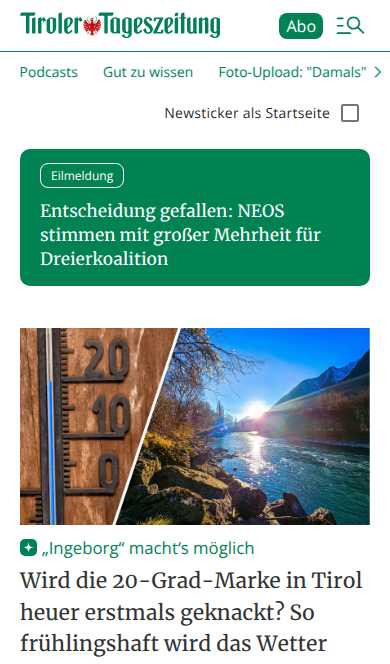 Tiroler Tageszeitung
Abo
Podcasts Gut zu wissen Foto-Upload: "Damals"
Newsticker als Startseite
Eilmeldung
Entscheidung gefallen: NEOS
stimmen mit großer Mehrheit für
Dreierkoalition
20
10
0
„Ingeborg“ macht’s möglich
Wird die 20-Grad-Marke in Tirol
heuer erstmals geknackt? So
frühlingshaft wird das Wetter